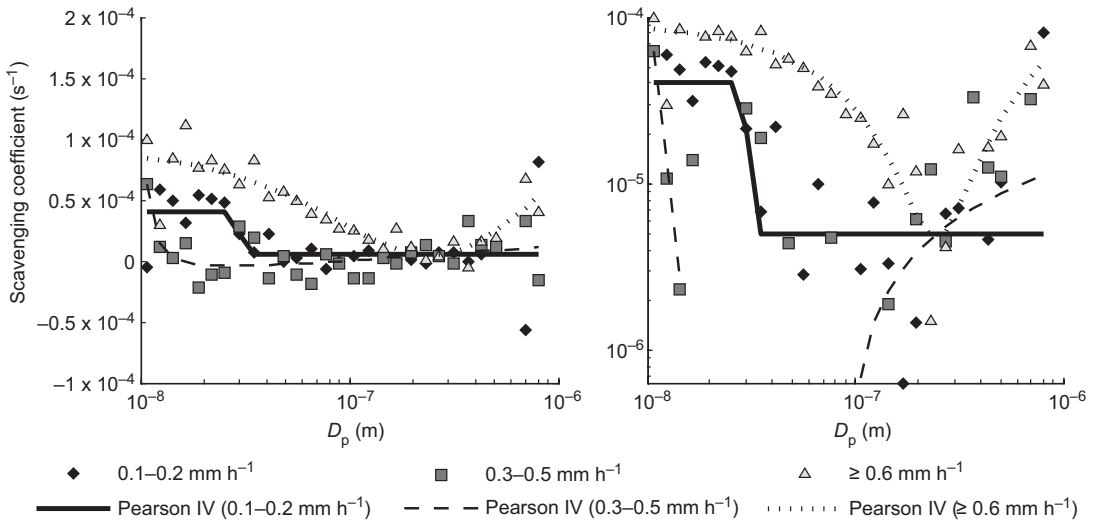 2 x 10⁻⁴
1.5 x 10⁻⁴
1 x 10⁻⁴
0.5 x 10⁻⁴
0
–0.5 x 10⁻⁴
–1 x 10⁻⁴
Scavenging coefficient (s⁻¹)
10⁻⁸ 10⁻⁷ 10⁻⁶
Dₚ (m)
10⁻⁴
10⁻⁵
10⁻⁶
10⁻⁸ 10⁻⁷ 10⁻⁶
Dₚ (m)
0.1–0.2 mm h⁻¹ 0.3–0.5 mm h⁻¹ ≥ 0.6 mm h⁻¹
Pearson IV (0.1–0.2 mm h⁻¹) Pearson IV (0.3–0.5 mm h⁻¹) Pearson IV (≥ 0.6 mm h⁻¹)